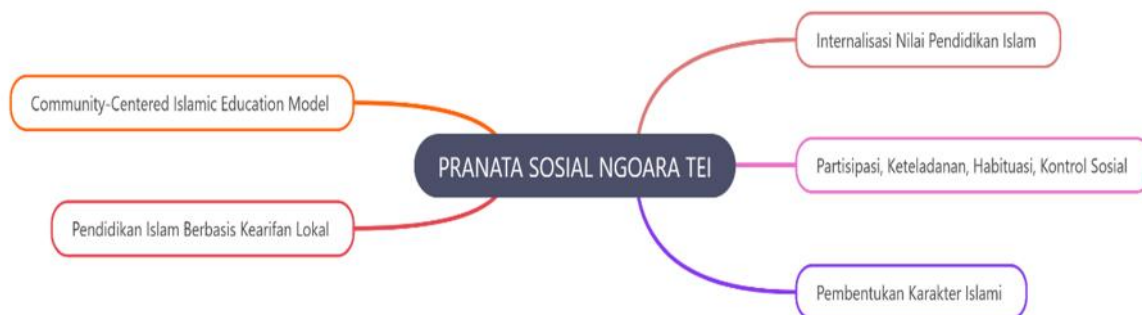 Internalisasi Nilai Pendidikan Islam
Community-Centered Islamic Education Model
PRANATA SOSIAL NGOARA TEI
Partisipasi, Keteladanan, Habituasi, Kontrol Sosial
Pendidikan Islam Berbasis Kearifan Lokal
Pembentukan Karakter Islami